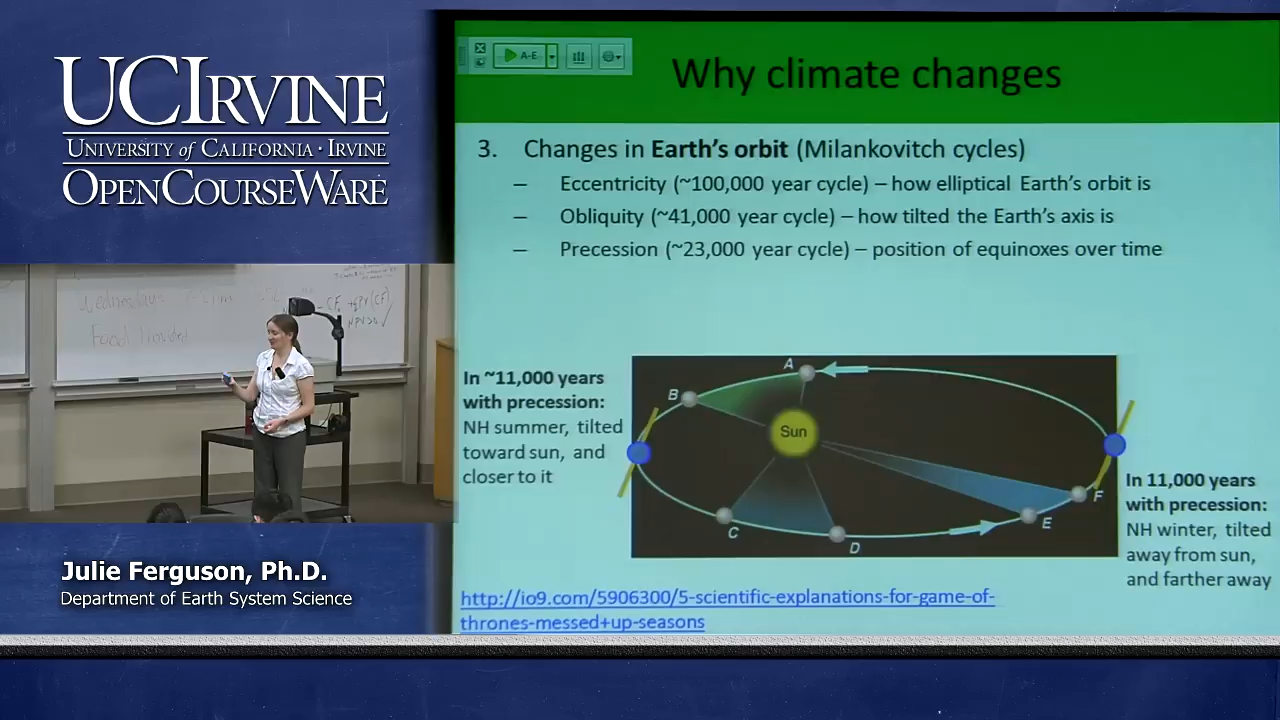 UCIRVINE
UNIVERSITY of CALIFORNIA · IRVINE
OPENCOURSEWARE
Wednesdays
Food Provided
Julie Ferguson, Ph.D.
Department of Earth System Science
A-E
Why climate changes
3. Changes in Earth's orbit (Milankovitch cycles)
– Eccentricity (~100,000 year cycle) – how elliptical Earth's orbit is
– Obliquity (~41,000 year cycle) – how tilted the Earth's axis is
– Precession (~23,000 year cycle) – position of equinoxes over time
In ~11,000 years
with precession:
NH summer, tilted
toward sun, and
closer to it
A
B
Sun
C
D
E
F
In 11,000 years
with precession:
NH winter, tilted
away from sun,
and farther away
http://io9.com/5906300/5-scientific-explanations-for-game-of-
thrones-messed+up-seasons